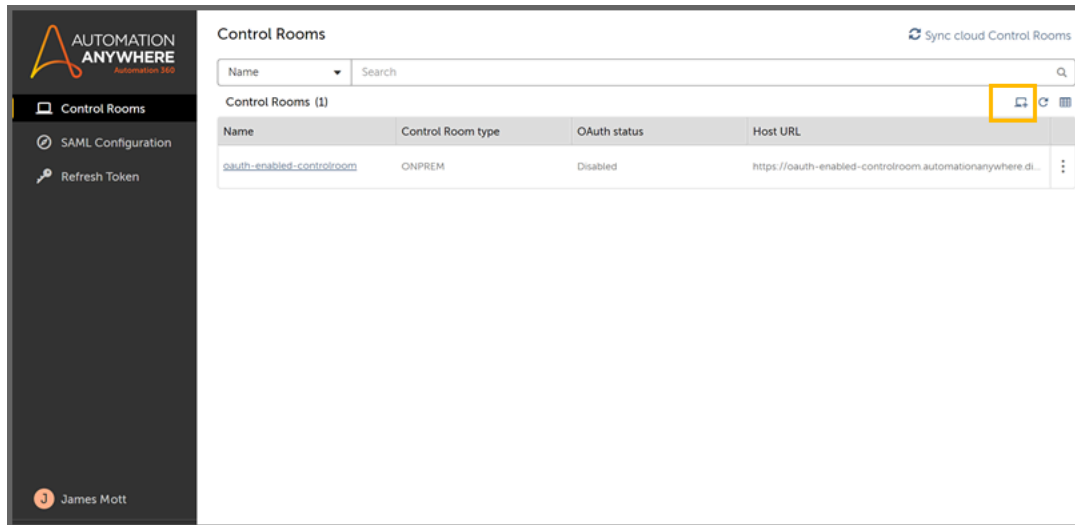 AUTOMATION
ANYWHERE
Automation 360
Control Rooms
SAML Configuration
Refresh Token
J James Mott
Control Rooms
Sync cloud Control Rooms
Name Search
Control Rooms (1)
Name Control Room type OAuth status Host URL
oauth-enabled-controlroom ONPREM Disabled https://oauth-enabled-controlroom.automationanywhere.di...